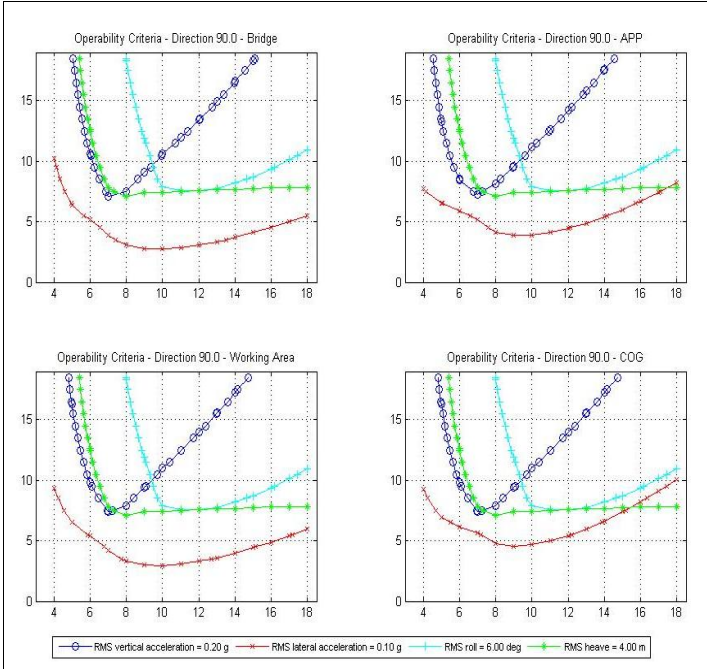 Operability Criteria - Direction 90.0 - Bridge
15
10
5
0
4 6 8 10 12 14 16 18
Operability Criteria - Direction 90.0 - APP
15
10
5
0
4 6 8 10 12 14 16 18
Operability Criteria - Direction 90.0 - Working Area
15
10
5
0
4 6 8 10 12 14 16 18
Operability Criteria - Direction 90.0 - COG
15
10
5
0
4 6 8 10 12 14 16 18
RMS vertical acceleration = 0.20 g RMS lateral acceleration = 0.10 g RMS roll = 6.00 deg RMS heave = 4.00 m